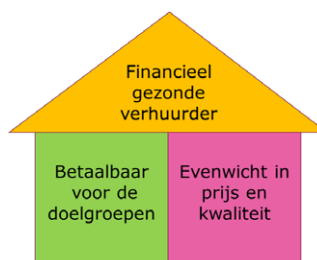 Financieel
gezonde
verhuurder
Betaalbaar
voor de
doelgroepen
Evenwicht in
prijs en
kwaliteit